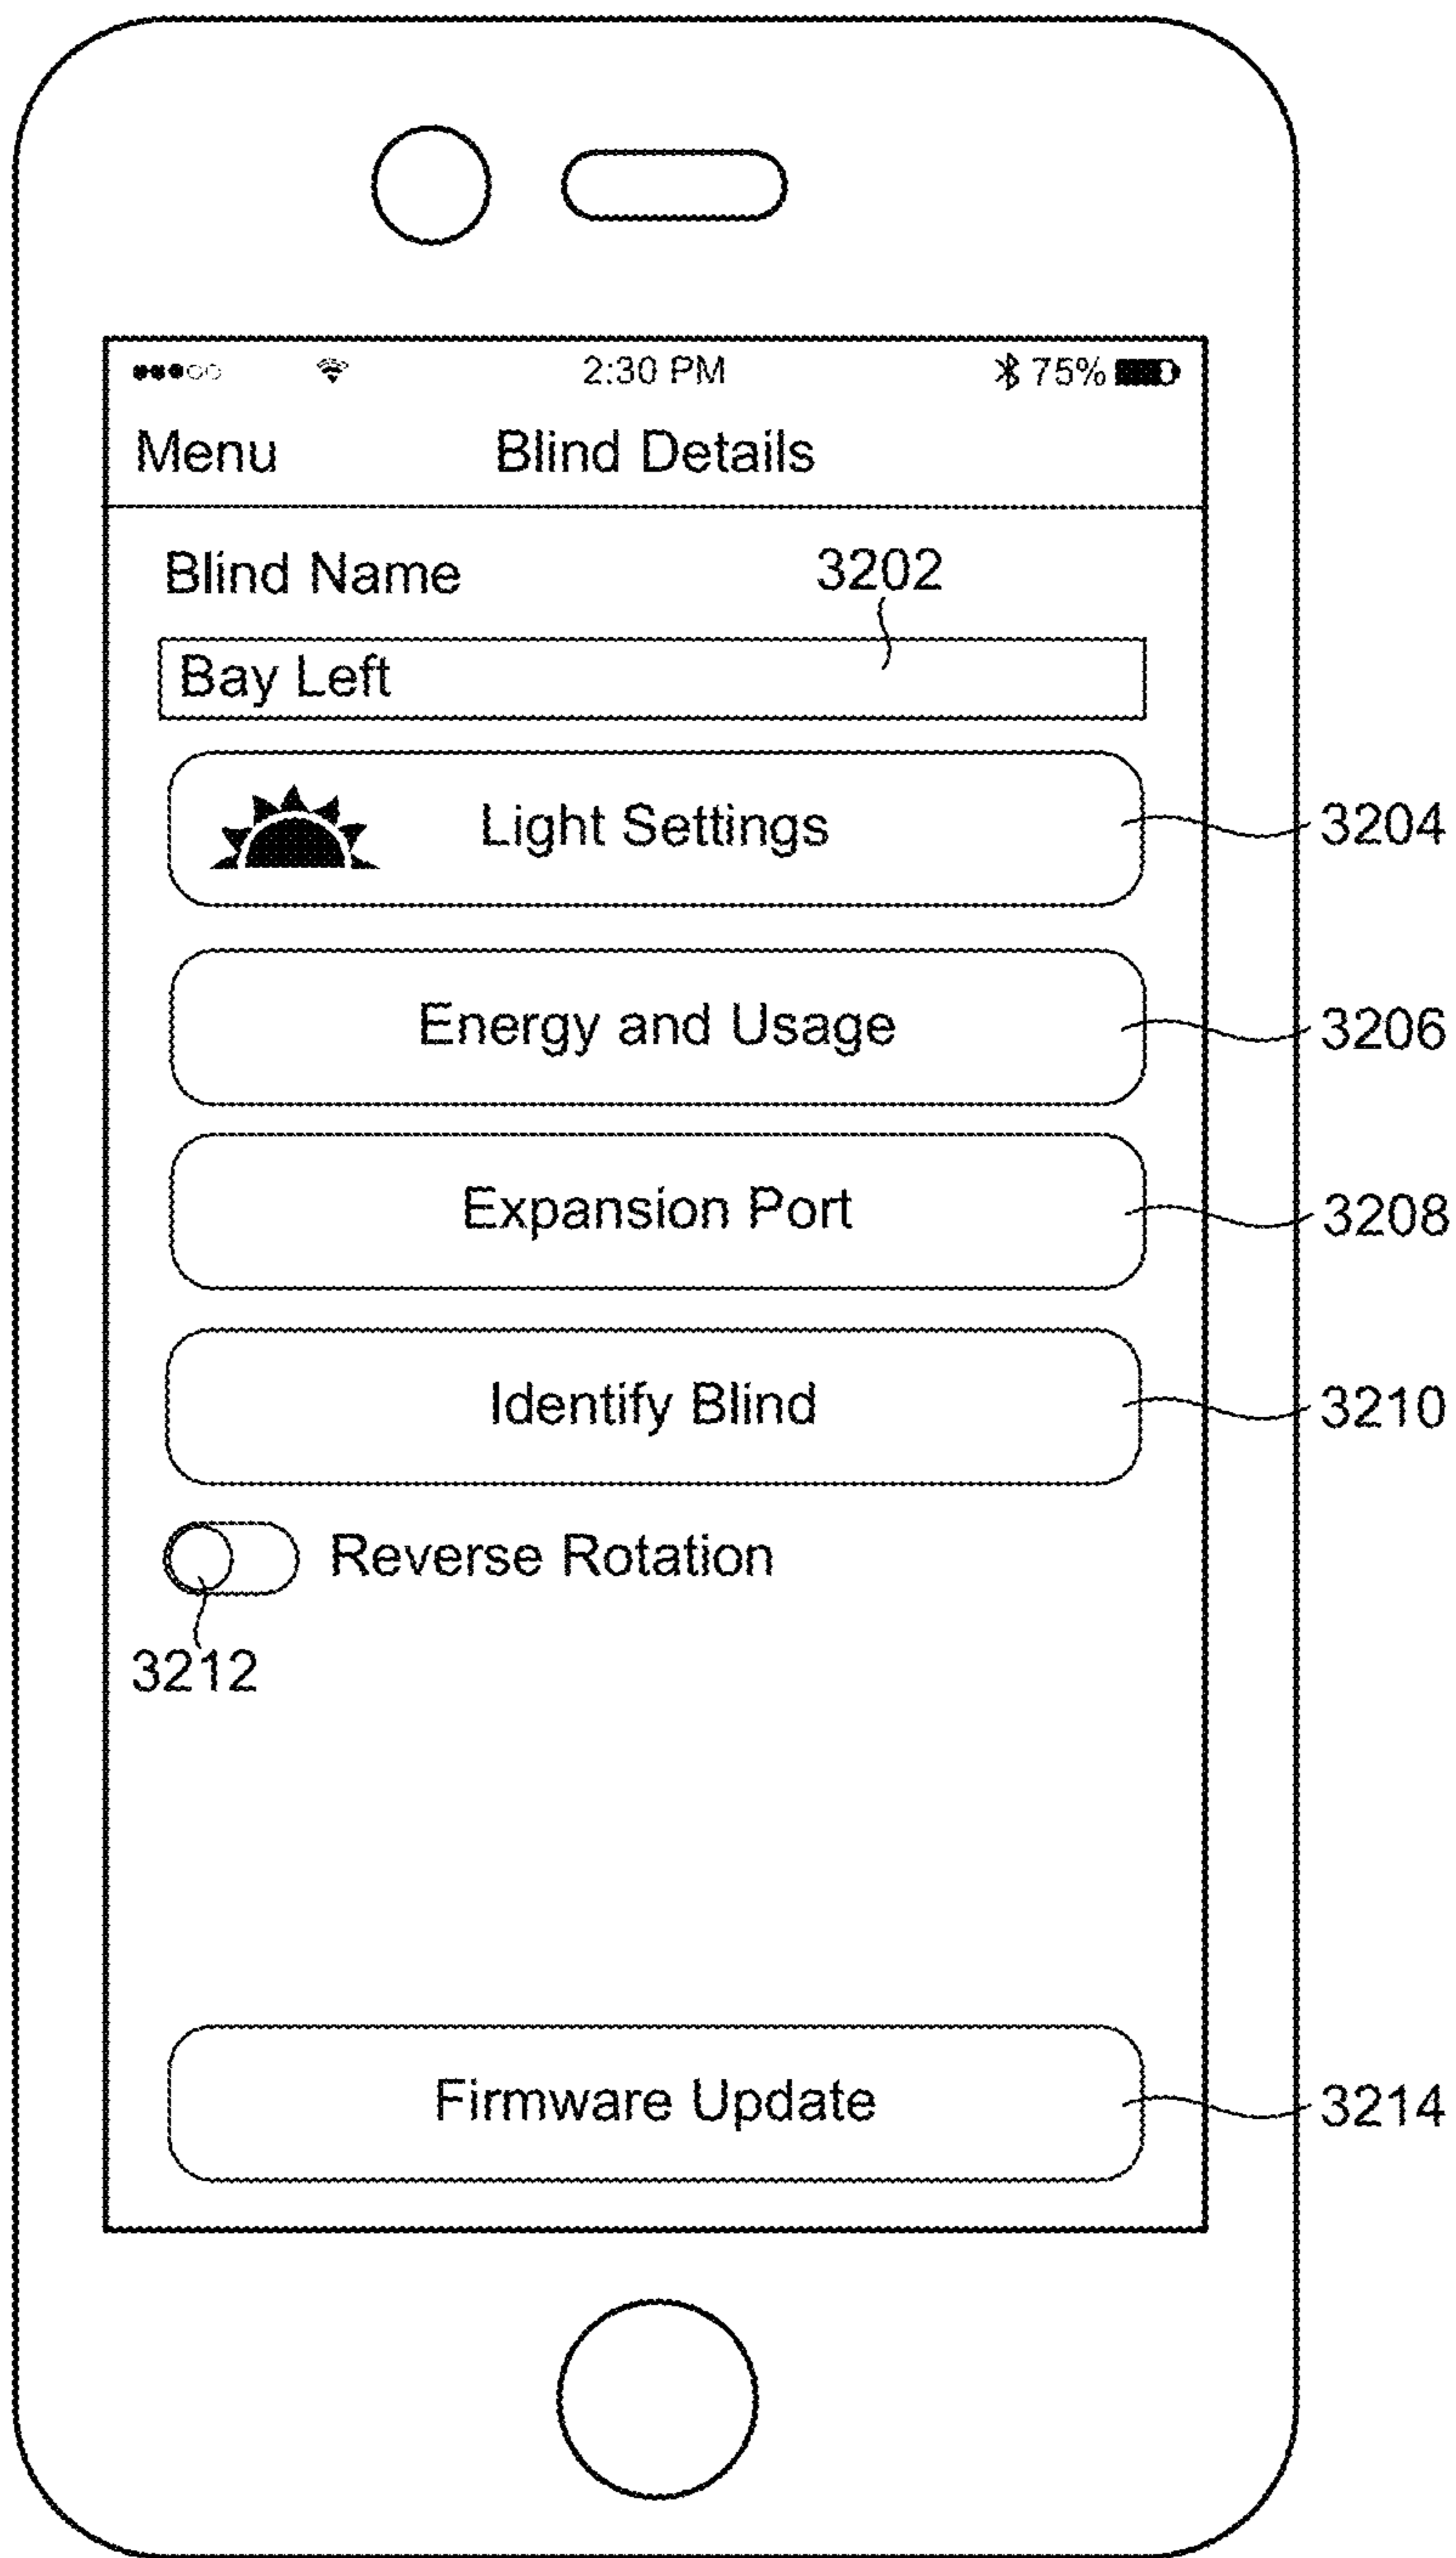 2:30 PM 75%
Menu Blind Details
Blind Name 3202
Bay Left
Light Settings 3204
Energy and Usage 3206
Expansion Port 3208
Identify Blind 3210
Reverse Rotation
3212
Firmware Update 3214